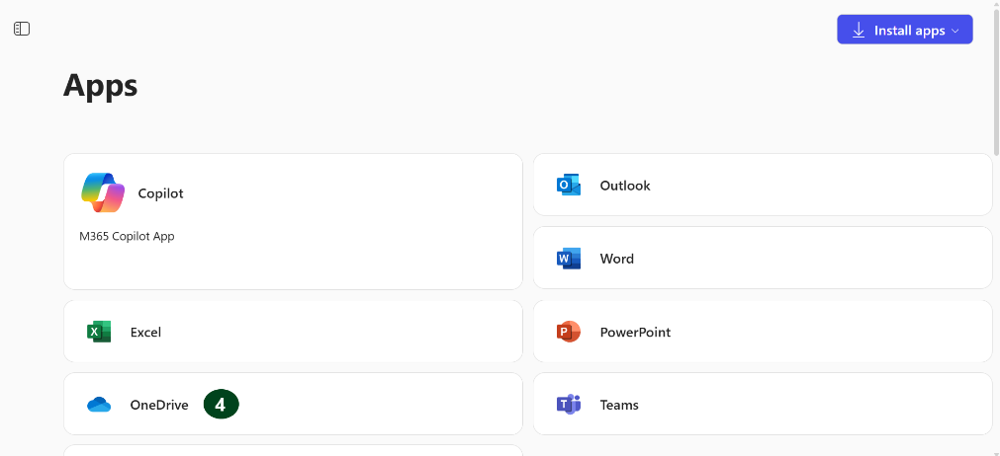 Install apps
Apps
Copilot
M365 Copilot App
Outlook
Word
Excel
PowerPoint
OneDrive 4
Teams